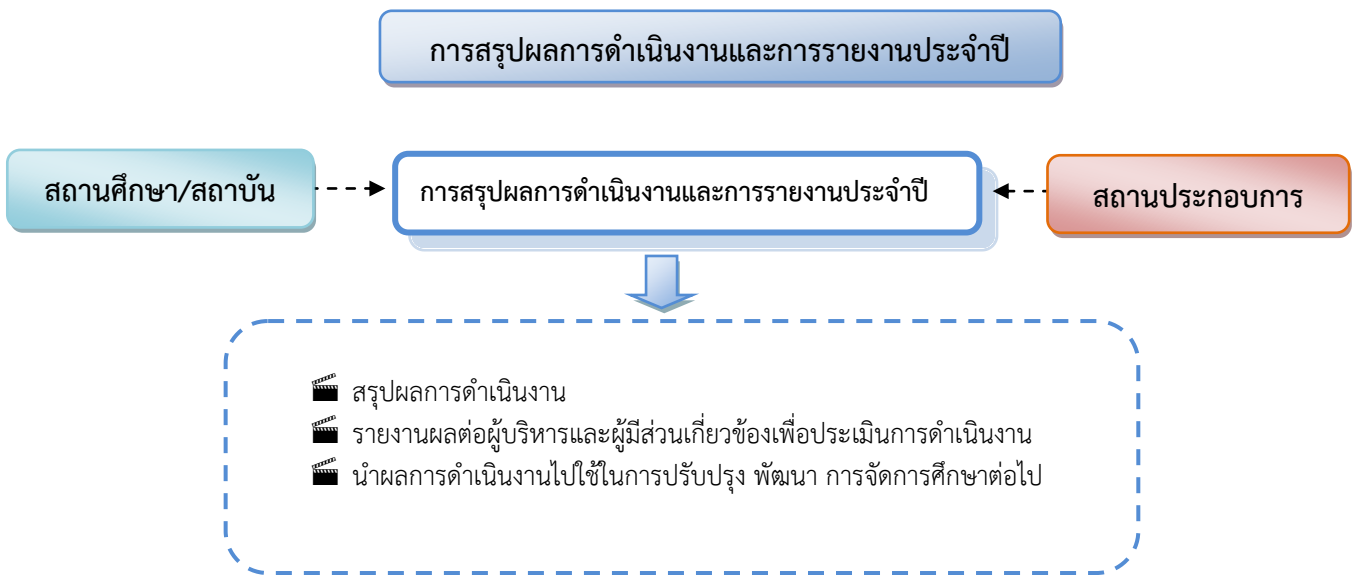 การสรุปผลการดำเนินงานและการรายงานประจำปี
สถานศึกษา/สถาบัน
การสรุปผลการดำเนินงานและการรายงานประจำปี
สถานประกอบการ
สรุปผลการดำเนินงาน
รายงานผลต่อผู้บริหารและผู้มีส่วนเกี่ยวข้องเพื่อประเมินการดำเนินงาน
นำผลการดำเนินงานไปใช้ในการปรับปรุง พัฒนา การจัดการศึกษาต่อไป